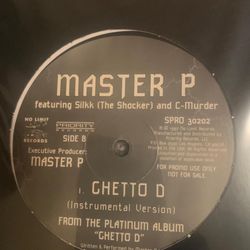 MASTER P
featuring Silkk (The Shocker) and C-Murder
NO LIMIT
RECORDS
PRIORITY
RECORDS
SIDE B
SPRO 30202
Executive Producer:
MASTER P
FOR PROMO USE ONLY
NOT FOR SALE.
1. GHETTO D
(Instrumental Version)
FROM THE PLATINUM ALBUM
"GHETTO D"